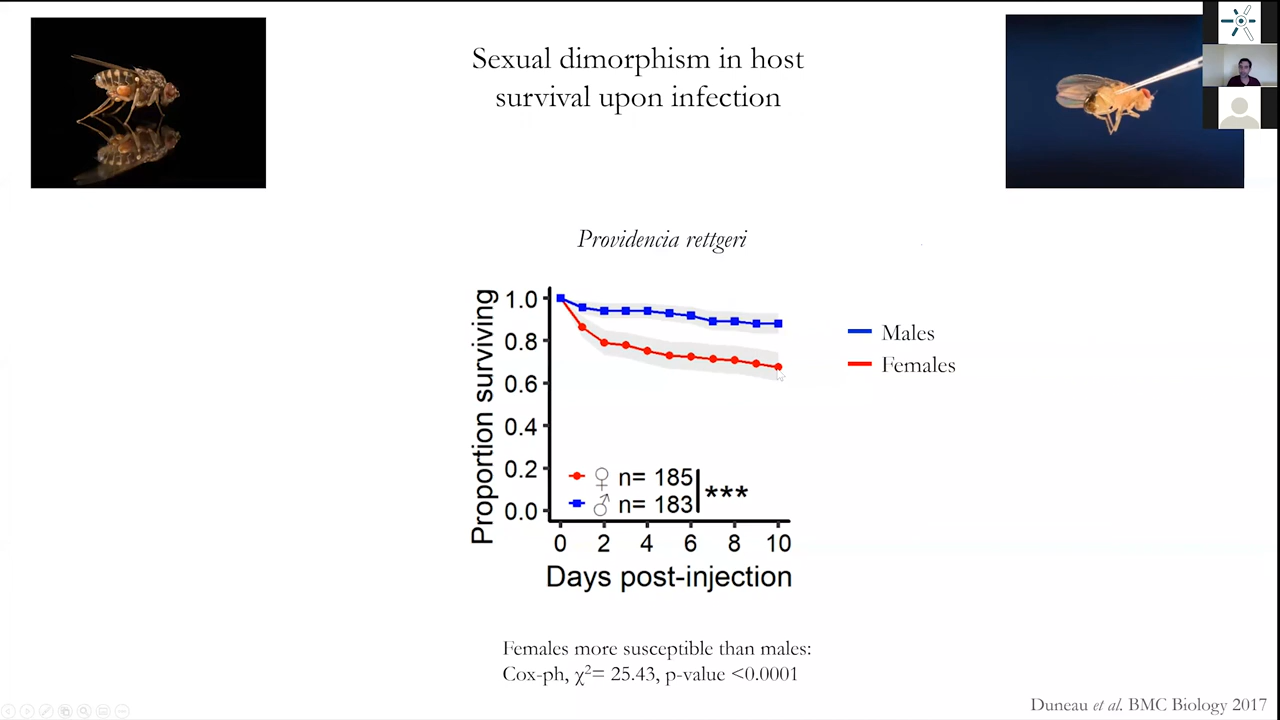 Sexual dimorphism in host
survival upon infection
Providencia rettgeri
Proportion surviving
1.0
0.8
0.6
0.4
0.2
0.0
♀ n= 185
♂ n= 183
***
0 2 4 6 8 10
Days post-injection
Males
Females
Females more susceptible than males:
Cox-ph, χ²= 25.43, p-value <0.0001
Duneau et al. BMC Biology 2017